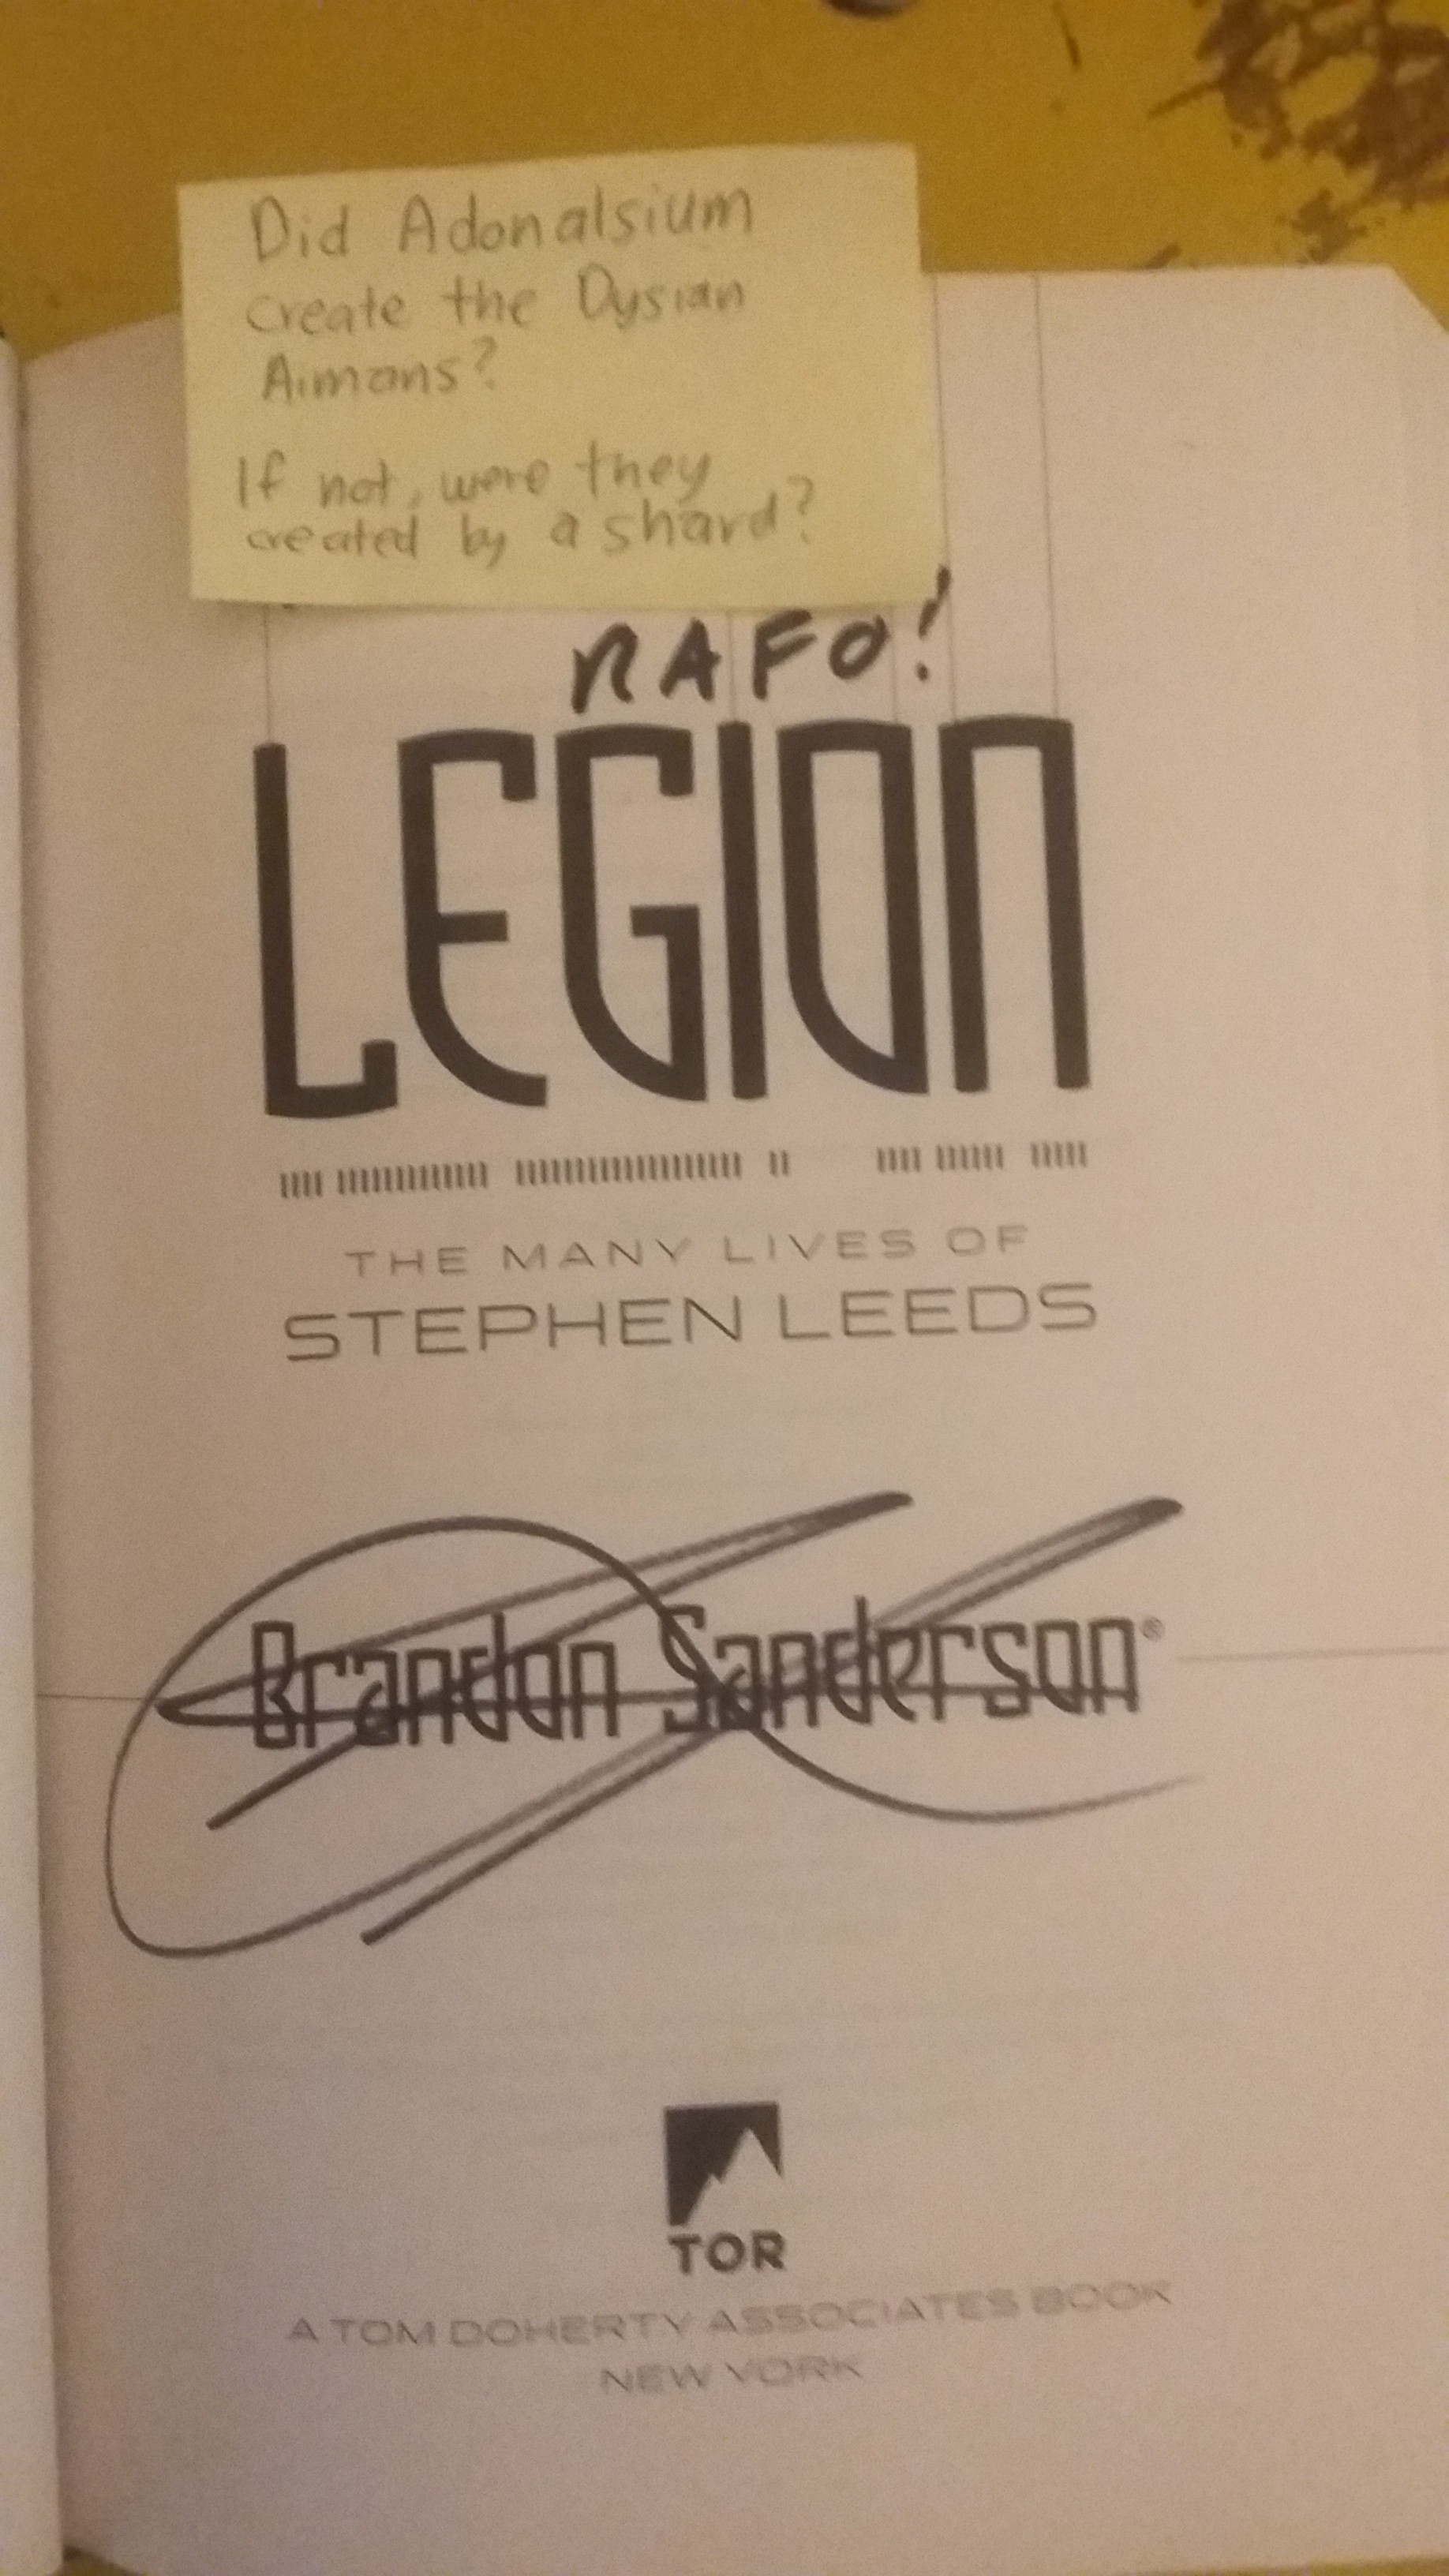 Did Adonalsium
create the Dysian
Aimans?
If not, were they
created by a shard?
RAFO!
LEGION
THE MANY LIVES OF
STEPHEN LEEDS
Brandon Sanderson®
TOR
A TOM DOHERTY ASSOCIATES BOOK
NEW YORK